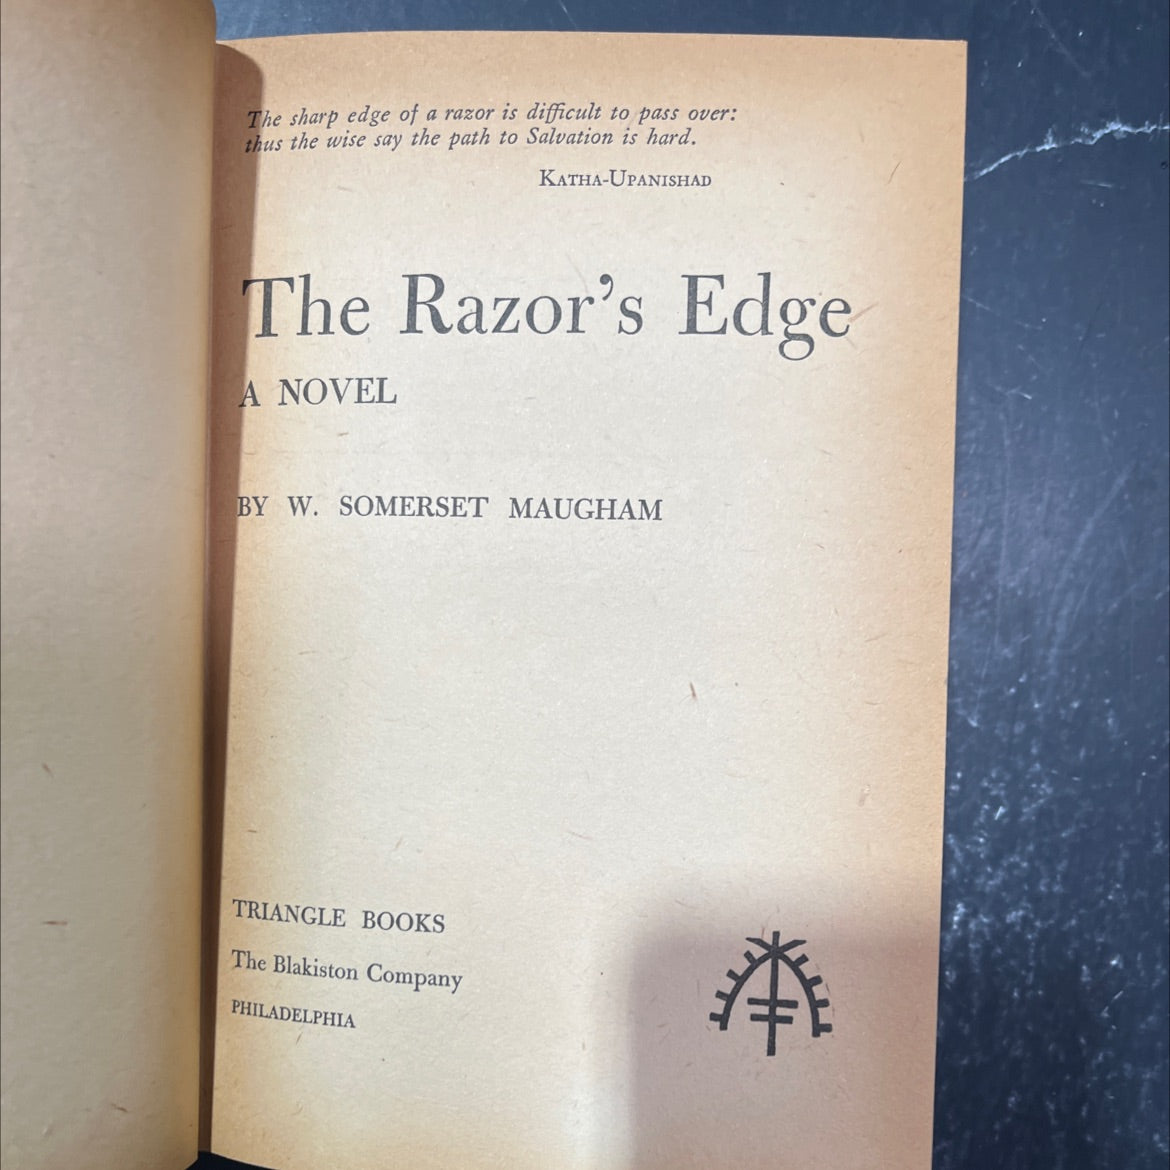 The sharp edge of a razor is difficult to pass over:
thus the wise say the path to Salvation is hard.
Katha-Upanishad
The Razor's Edge
A NOVEL
BY W. SOMERSET MAUGHAM
TRIANGLE BOOKS
The Blakiston Company
PHILADELPHIA